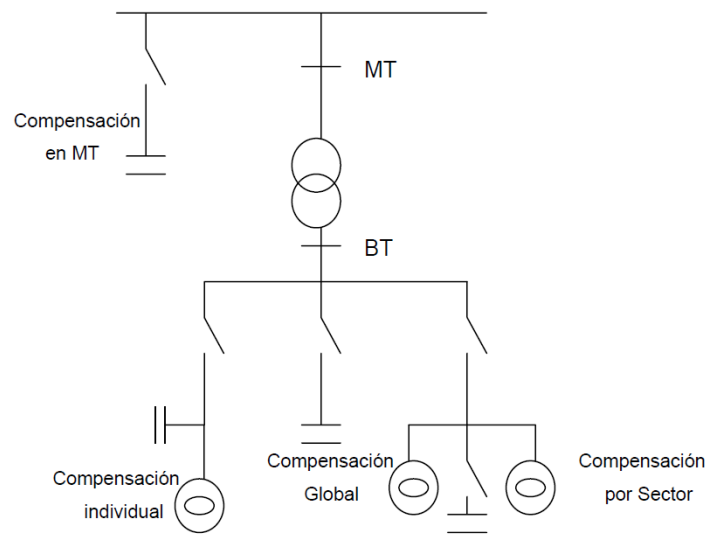 MT
Compensación
en MT
BT
Compensación
individual
Compensación
Global
Compensación
por Sector